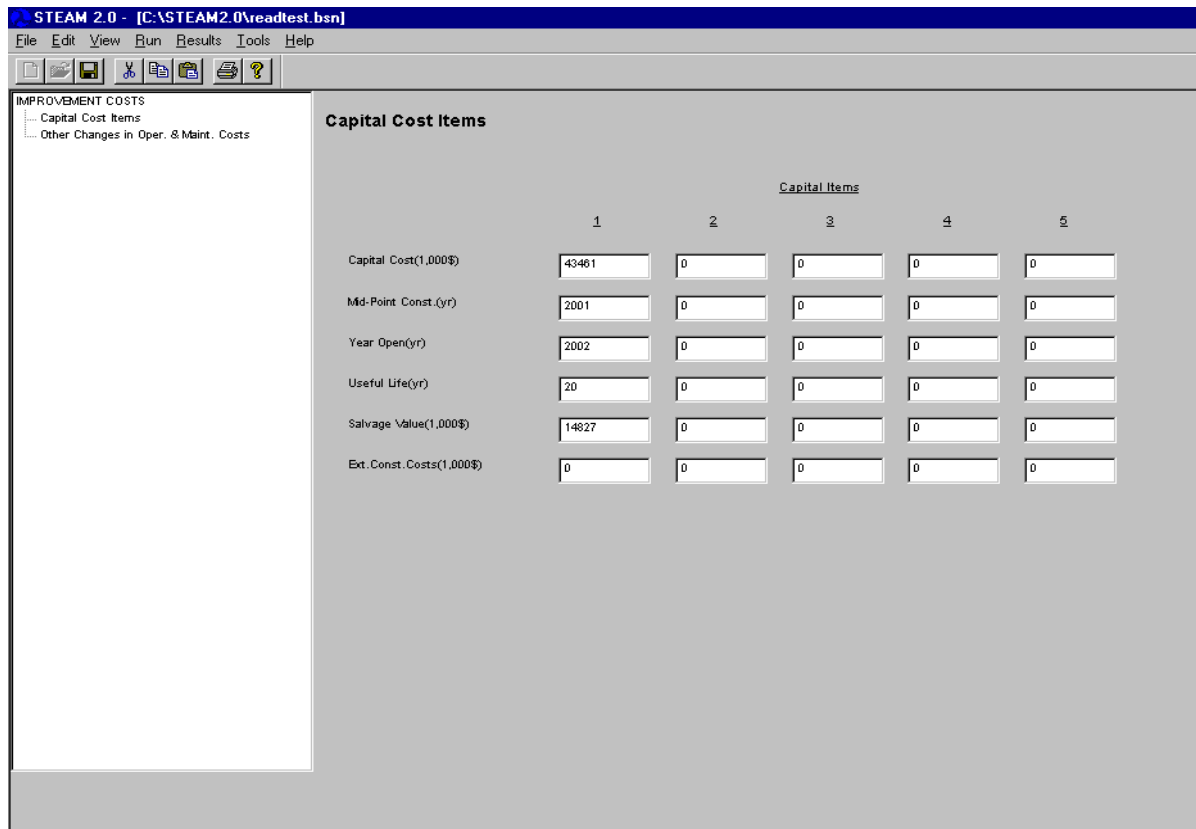 STEAM 2.0 - [C:\STEAM2.0\readtest.bsn]
File Edit View Run Results Tools Help
IMPROVEMENT COSTS
Capital Cost Items
Other Changes in Oper. & Maint. Costs
Capital Cost Items
Capital Items
1 2 3 4 5
Capital Cost(1,000$) 43461 0 0 0 0
Mid-Point Const.(yr) 2001 0 0 0 0
Year Open(yr) 2002 0 0 0 0
Useful Life(yr) 20 0 0 0 0
Salvage Value(1,000$) 14827 0 0 0 0
Ext.Const.Costs(1,000$) 0 0 0 0 0